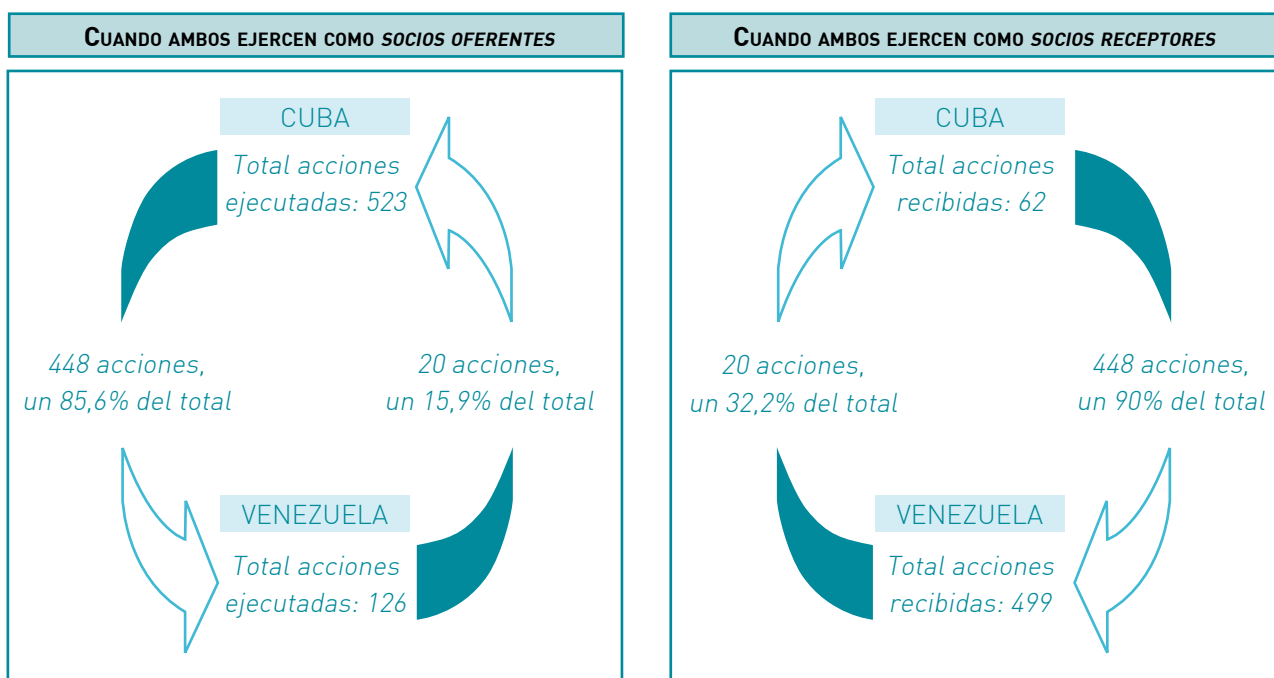 CUANDO AMBOS EJERCEN COMO SOCIOS OFERENTES
CUBA
Total acciones
ejecutadas: 523
448 acciones,
un 85,6% del total
20 acciones,
un 15,9% del total
VENEZUELA
Total acciones
ejecutadas: 126
CUANDO AMBOS EJERCEN COMO SOCIOS RECEPTORES
CUBA
Total acciones
recibidas: 62
20 acciones,
un 32,2% del total
448 acciones,
un 90% del total
VENEZUELA
Total acciones
recibidas: 499